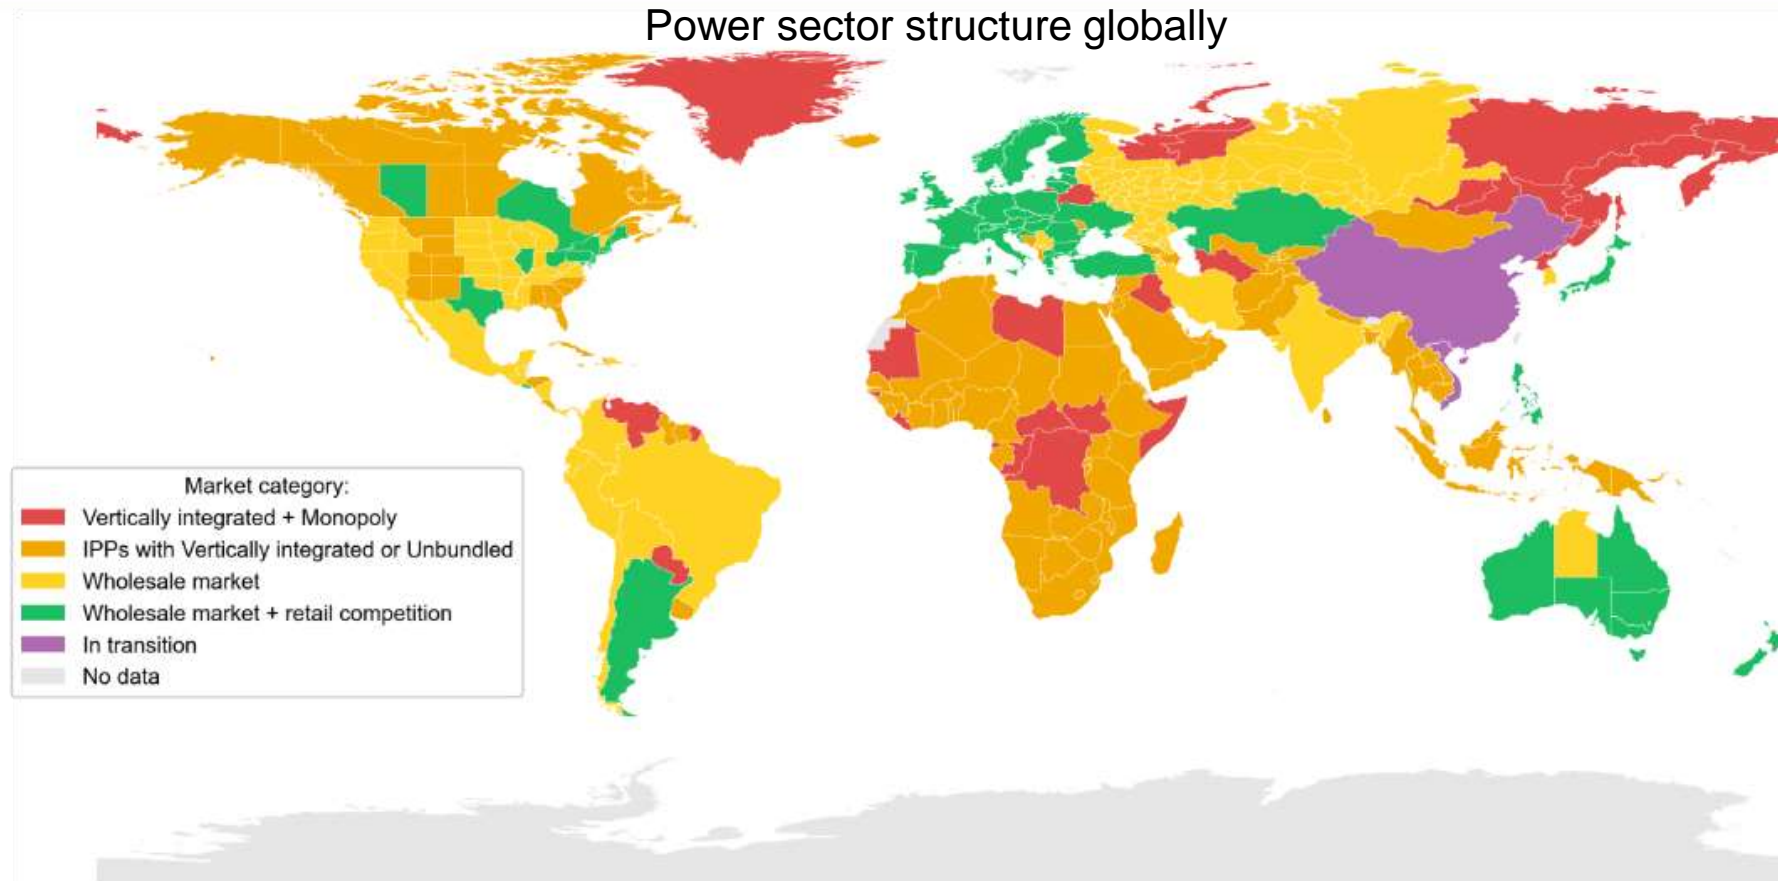 Power sector structure globally
Market category:
Vertically integrated + Monopoly
IPPs with Vertically integrated or Unbundled
Wholesale market
Wholesale market + retail competition
In transition
No data